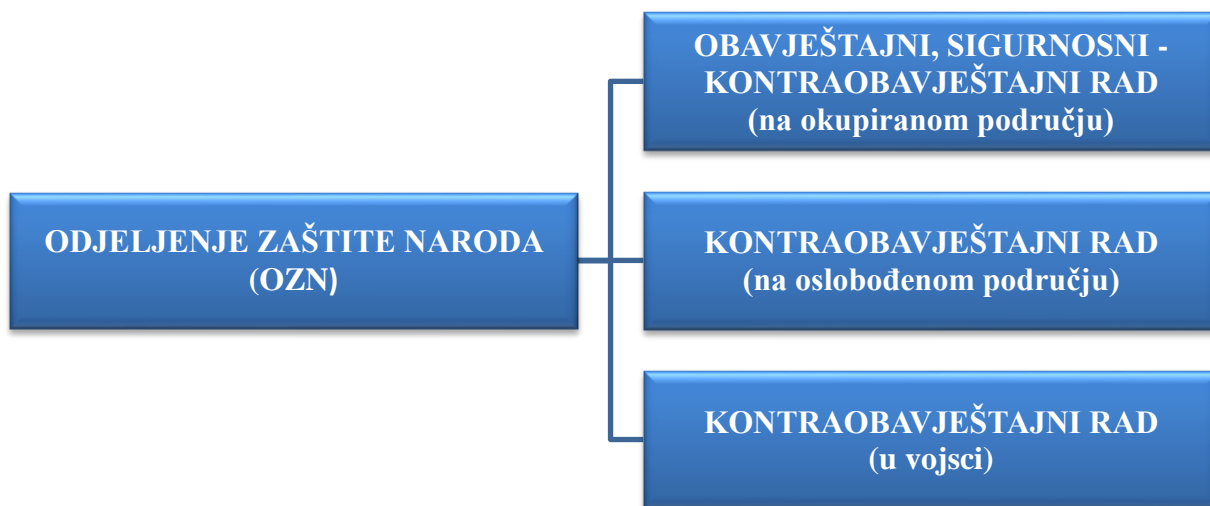 ODJELJENJE ZAŠTITE NARODA
(OZN)
OBAVJEŠTAJNI, SIGURNOSNI -
KONTRAOBAVJEŠTAJNI RAD
(na okupiranom području)
KONTRAOBAVJEŠTAJNI RAD
(na oslobođenom području)
KONTRAOBAVJEŠTAJNI RAD
(u vojsci)